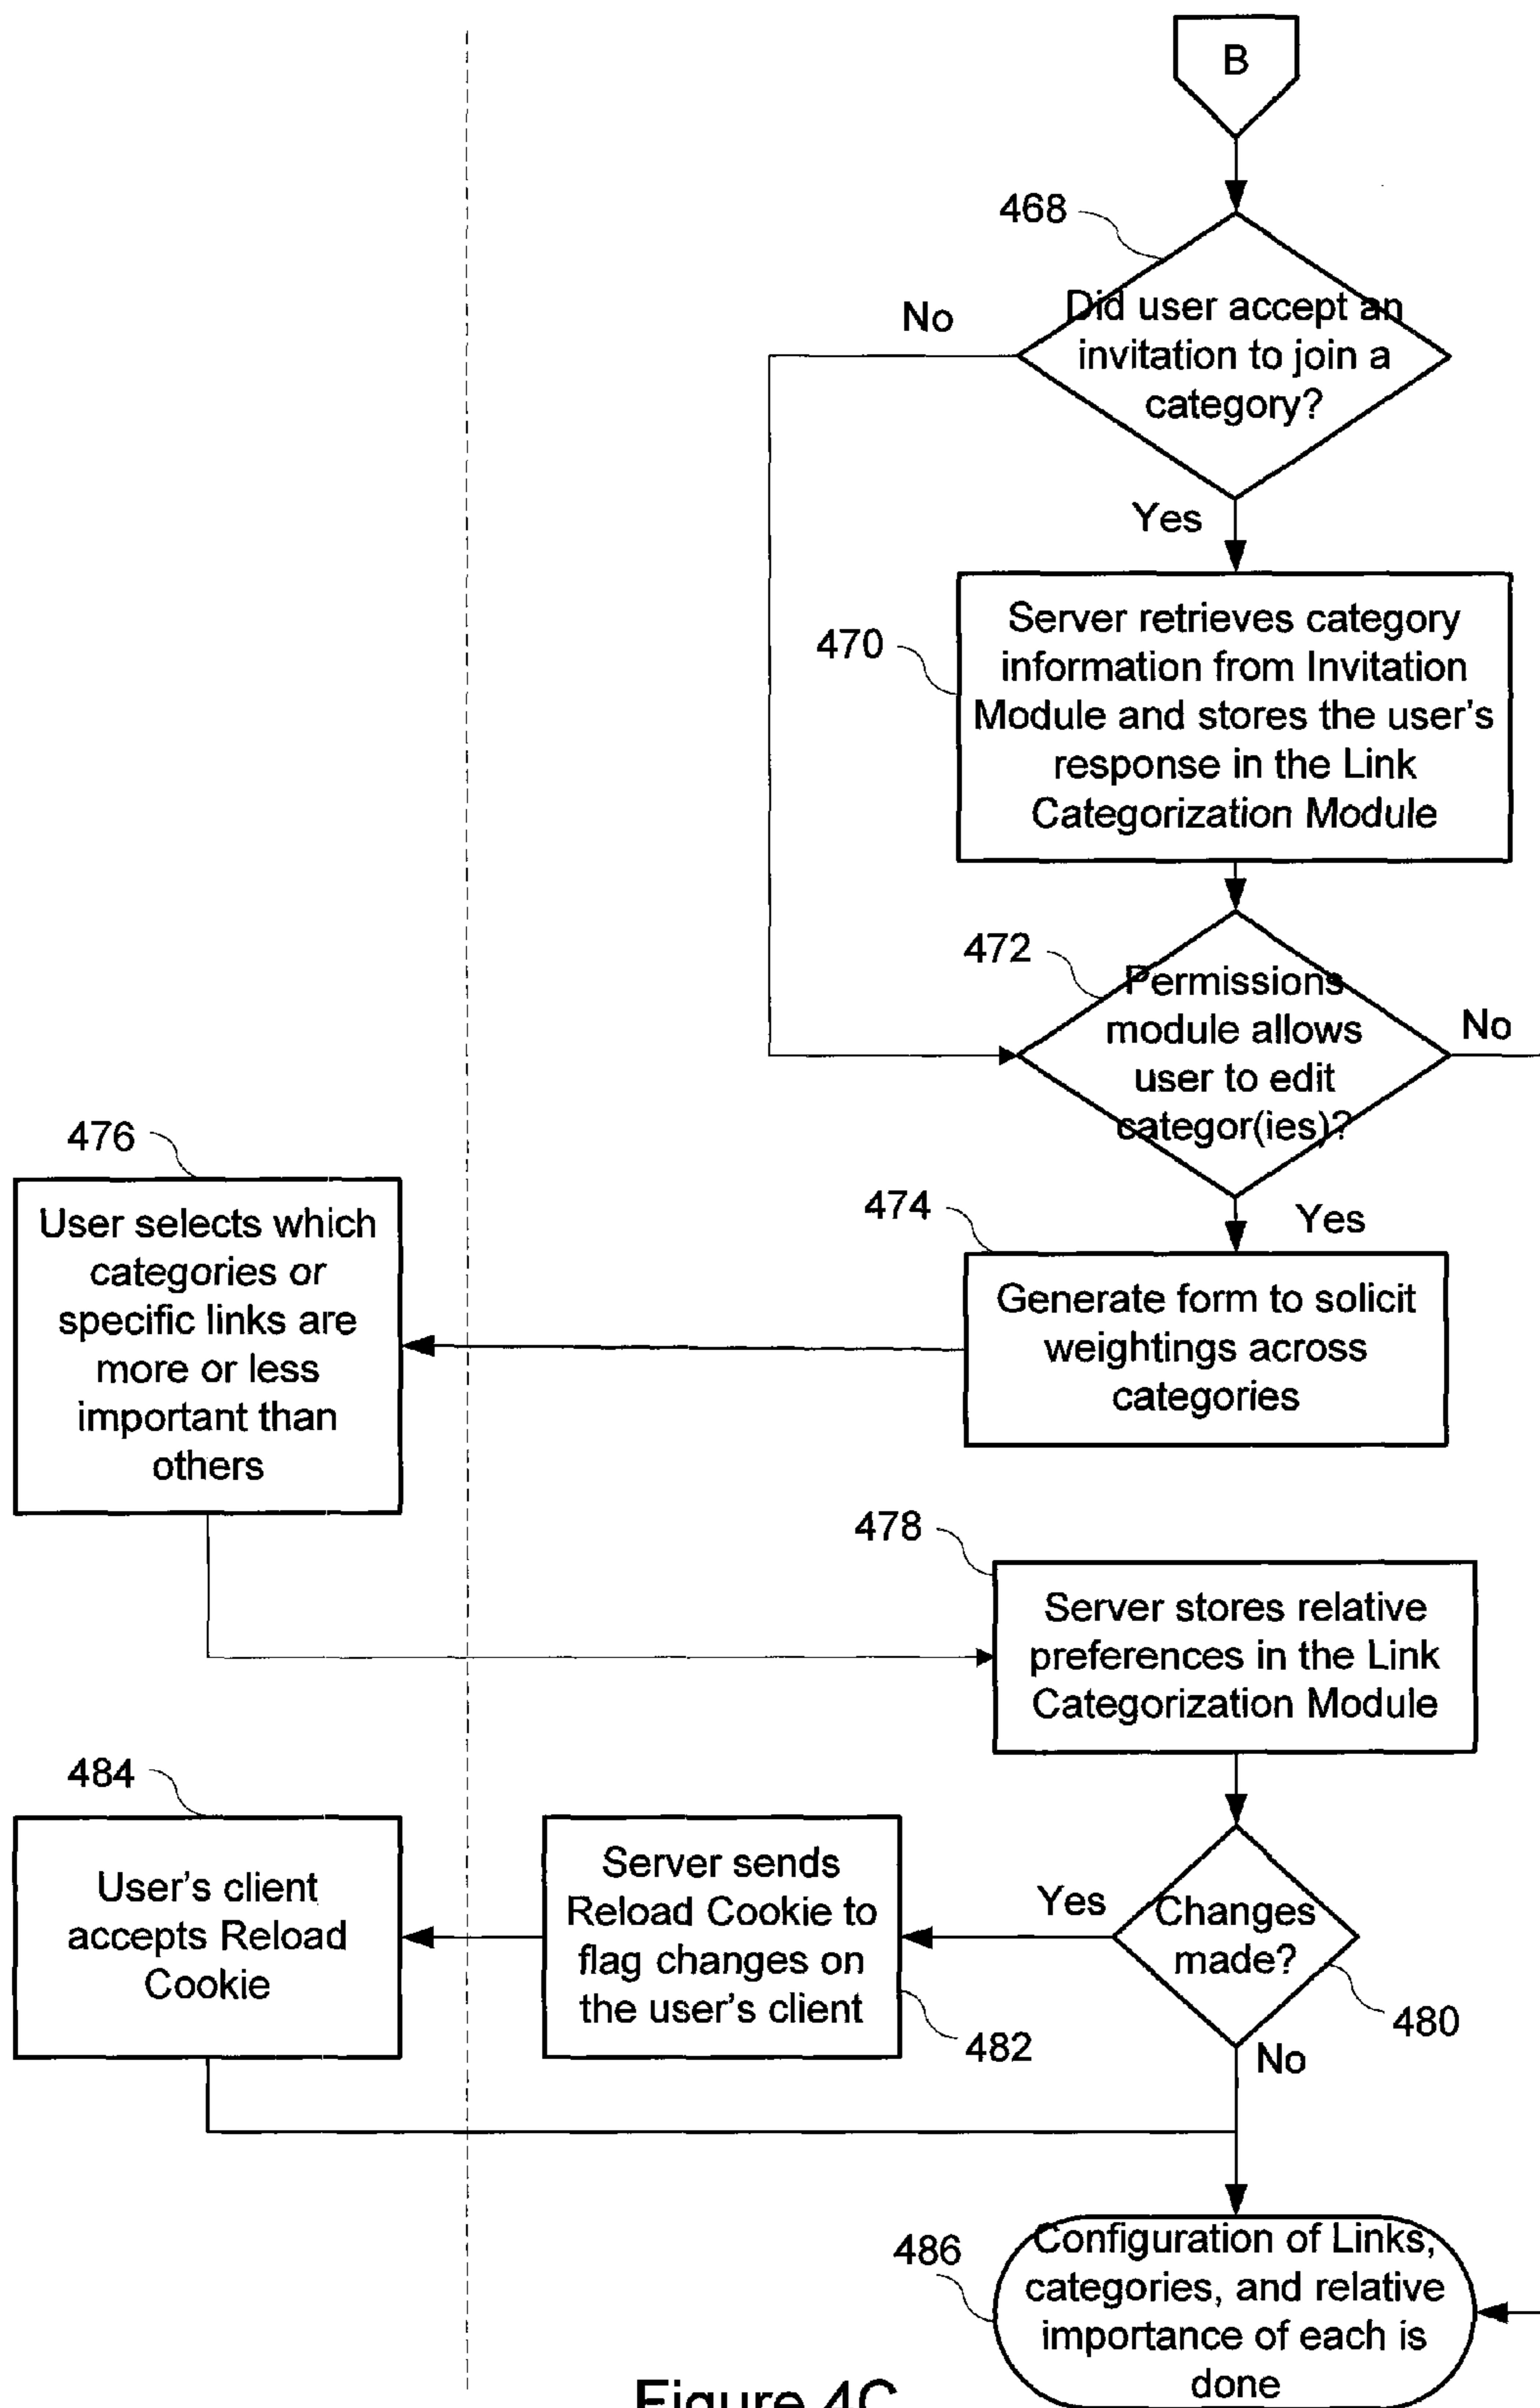 B
468
Did user accept an
invitation to join a
category?
No
Yes
470
Server retrieves category
information from Invitation
Module and stores the user's
response in the Link
Categorization Module
472
Permissions
module allows
user to edit
categor(ies)?
No
Yes
474
Generate form to solicit
weightings across
categories
476
User selects which
categories or
specific links are
more or less
important than
others
478
Server stores relative
preferences in the Link
Categorization Module
480
Changes
made?
Yes
No
482
Server sends
Reload Cookie to
flag changes on
the user's client
484
User's client
accepts Reload
Cookie
486
Configuration of Links,
categories, and relative
importance of each is
done
Figure 4C